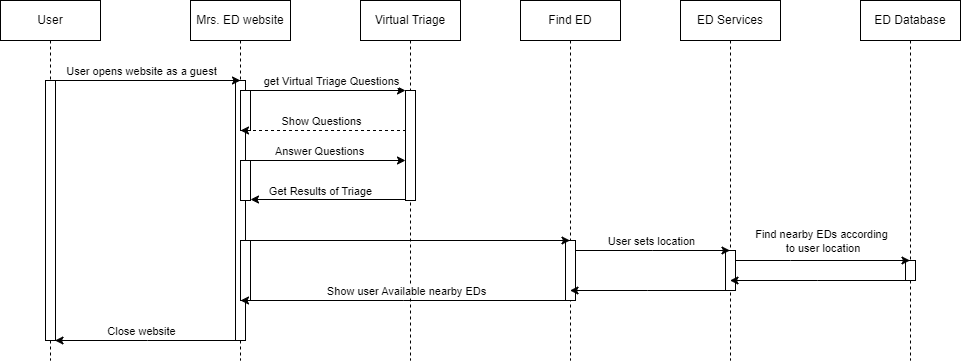 User
Mrs. ED website
Virtual Triage
Find ED
ED Services
ED Database
User opens website as a guest
get Virtual Triage Questions
Show Questions
Answer Questions
Get Results of Triage
User sets location
Find nearby EDs according
to user location
Show user Available nearby EDs
Close website